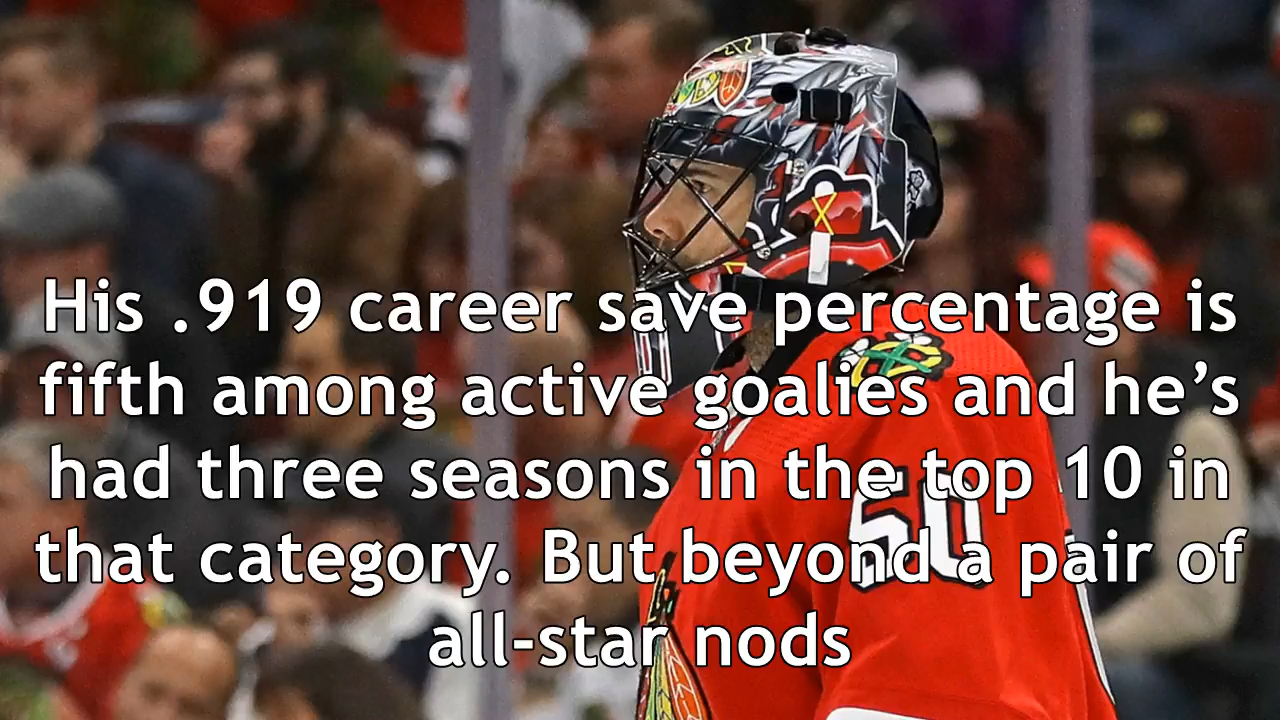 His .919 career save percentage is
fifth among active goalies and he’s
had three seasons in the top 10 in
that category. But beyond a pair of
all-star nods
50